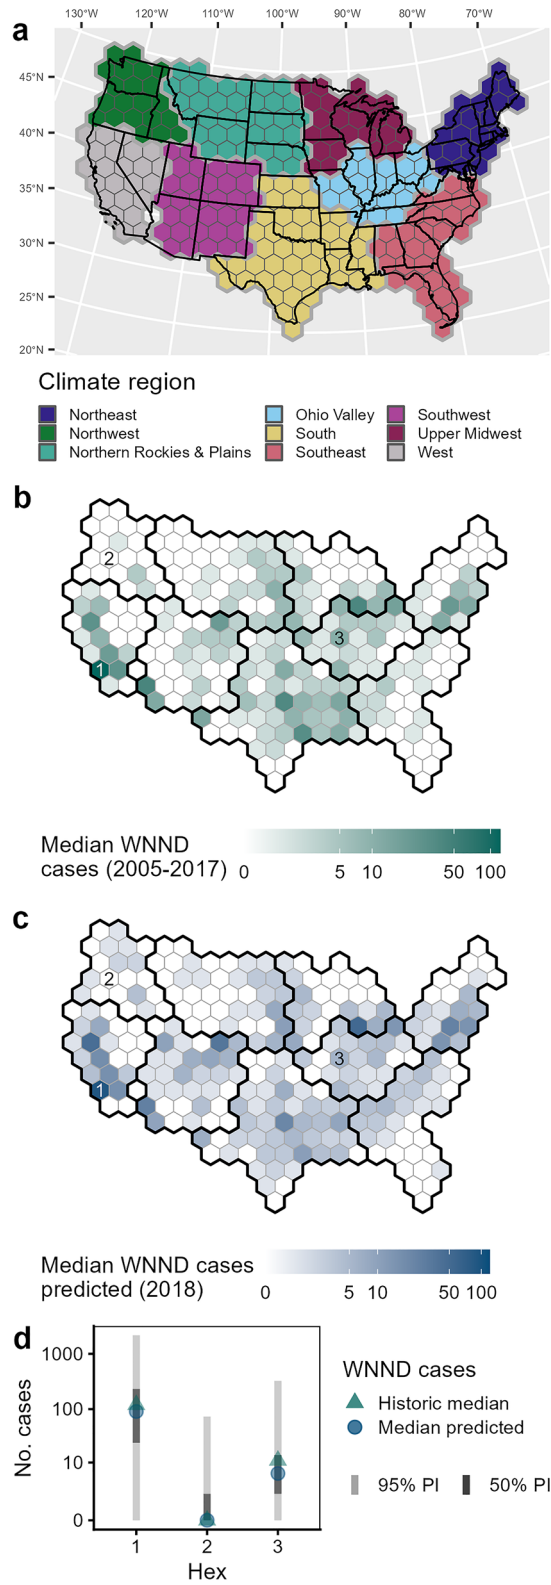 130°W 120°W 110°W 100°W 90°W 80°W 70°W
a
45°N
40°N
35°N
30°N
25°N
20°N
Climate region
Northeast Ohio Valley Southwest
Northwest South Upper Midwest
Northern Rockies & Plains Southeast West
b
2
3
1
Median WNND
cases (2005-2017) 0 5 10 50 100
c
2
3
1
Median WNND cases
predicted (2018) 0 5 10 50 100
d
1000
100
10
0
No. cases
1 2 3
Hex
WNND cases
Historic median
Median predicted
95% PI 50% PI